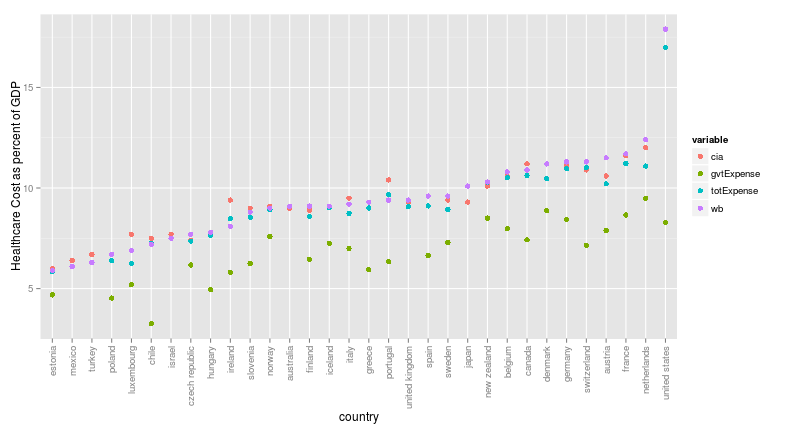 Healthcare Cost as percent of GDP
15
10
5
estonia
mexico
turkey
poland
luxembourg
chile
israel
czech republic
hungary
ireland
slovenia
norway
australia
finland
iceland
italy
greece
portugal
united kingdom
spain
sweden
japan
new zealand
belgium
canada
denmark
germany
switzerland
austria
france
netherlands
united states
country
variable
cia
gvtExpense
totExpense
wb